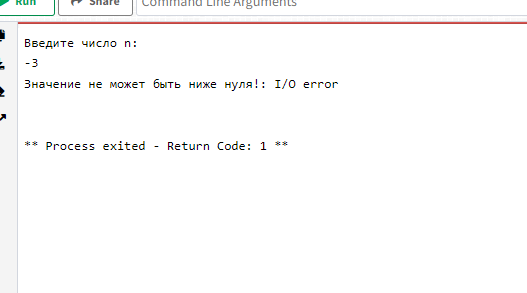 Run Share Command Line Arguments
Введите число n:
-3
Значение не может быть ниже нуля!: I/O error
** Process exited - Return Code: 1 **